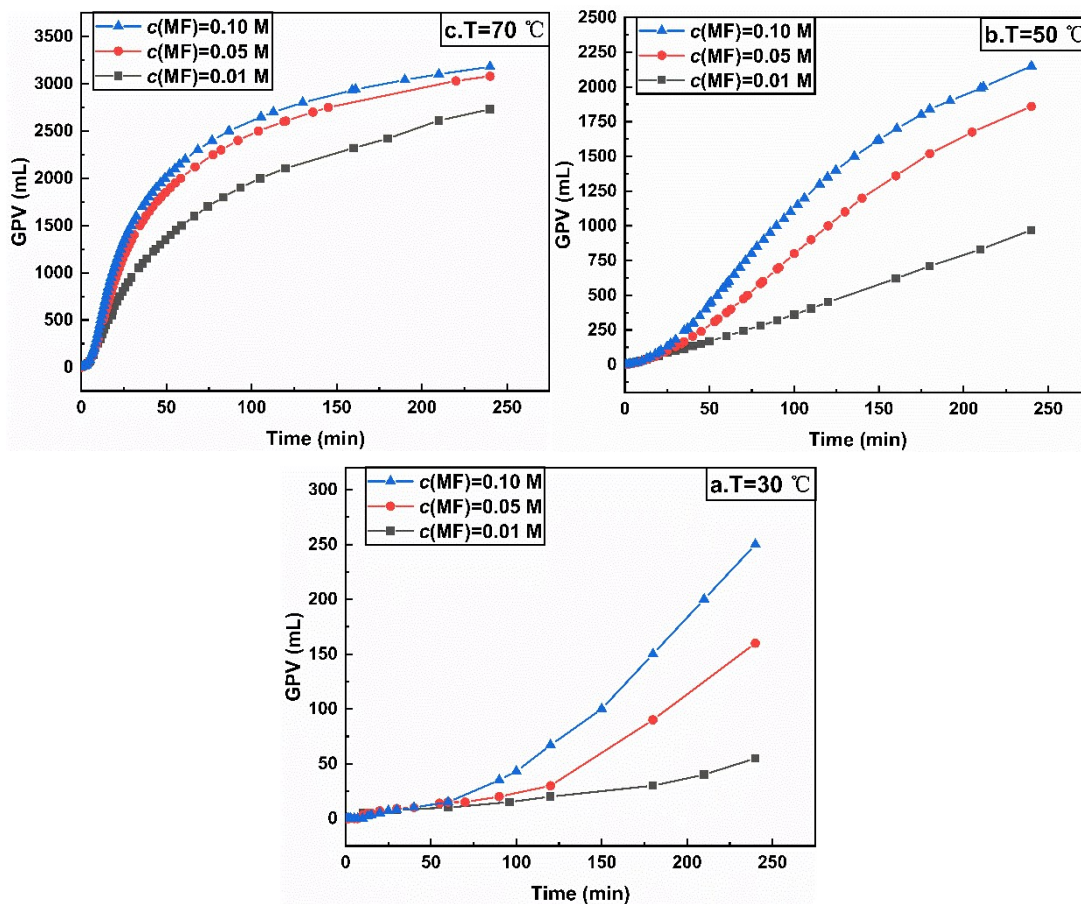 c(MF)=0.10 M
c(MF)=0.05 M
c(MF)=0.01 M
c.T=70 ℃
GPV (mL)
3500
3000
2500
2000
1500
1000
500
0
0 50 100 150 200 250
Time (min)
c(MF)=0.10 M
c(MF)=0.05 M
c(MF)=0.01 M
b.T=50 ℃
GPV (mL)
2500
2250
2000
1750
1500
1250
1000
750
500
250
0
0 50 100 150 200 250
Time (min)
c(MF)=0.10 M
c(MF)=0.05 M
c(MF)=0.01 M
a.T=30 ℃
GPV (mL)
300
250
200
150
100
50
0
0 50 100 150 200 250
Time (min)